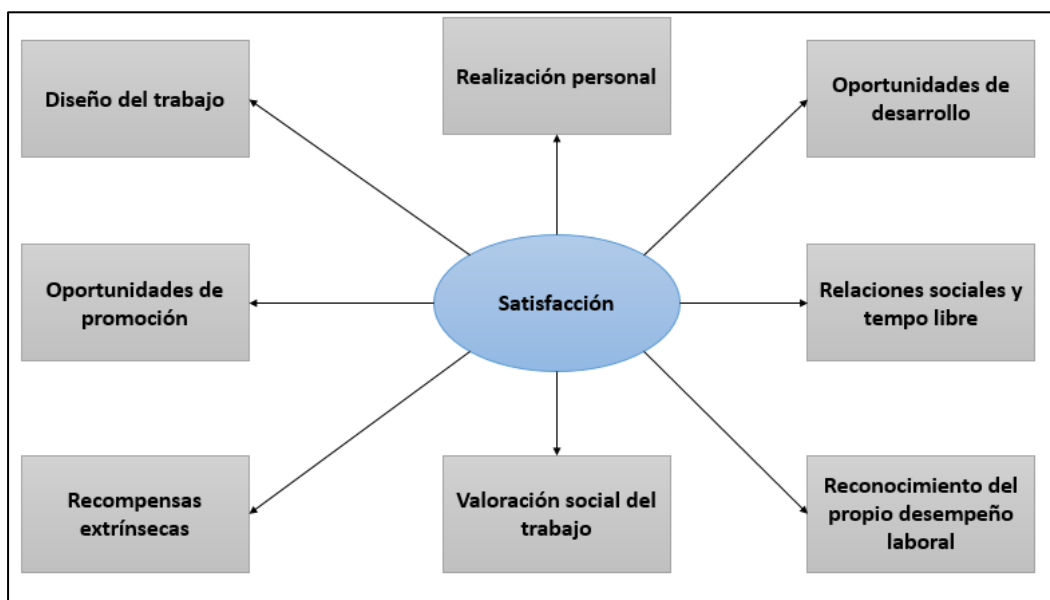 Diseño del trabajo
Realización personal
Oportunidades de
desarrollo
Oportunidades de
promoción
Satisfacción
Relaciones sociales y
tempo libre
Recompensas
extrínsecas
Valoración social del
trabajo
Reconocimiento del
propio desempeño
laboral